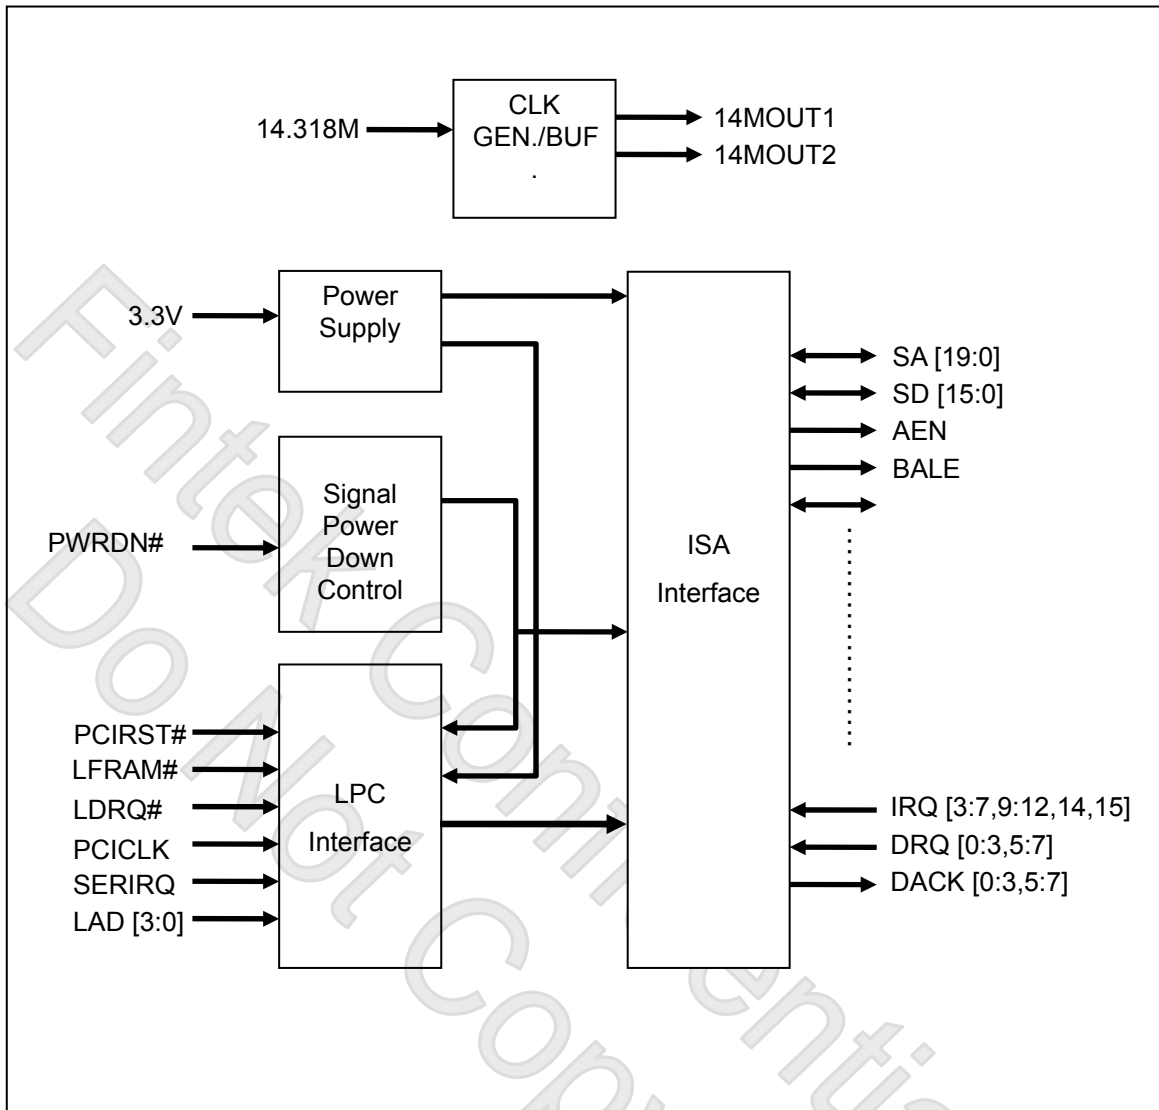 CLK
GEN./BUF
.
14.318M
14MOUT1
14MOUT2
Power
Supply
3.3V
Signal
Power
Down
Control
PWRDN#
LPC
Interface
PCIRST#
LFRAM#
LDRQ#
PCICLK
SERIRQ
LAD [3:0]
ISA
Interface
SA [19:0]
SD [15:0]
AEN
BALE
IRQ [3:7,9:12,14,15]
DRQ [0:3,5:7]
DACK [0:3,5:7]
Fintek Confidential
Do Not Copy